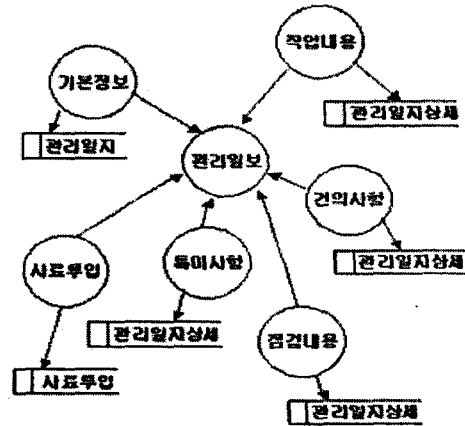 작업내용
기본정보
관리일지상세
관리일지
관리일보
건의사항
사료투입
특이사항
관리일지상세
관리일지상세
점검내용
사료투입
관리일지상세